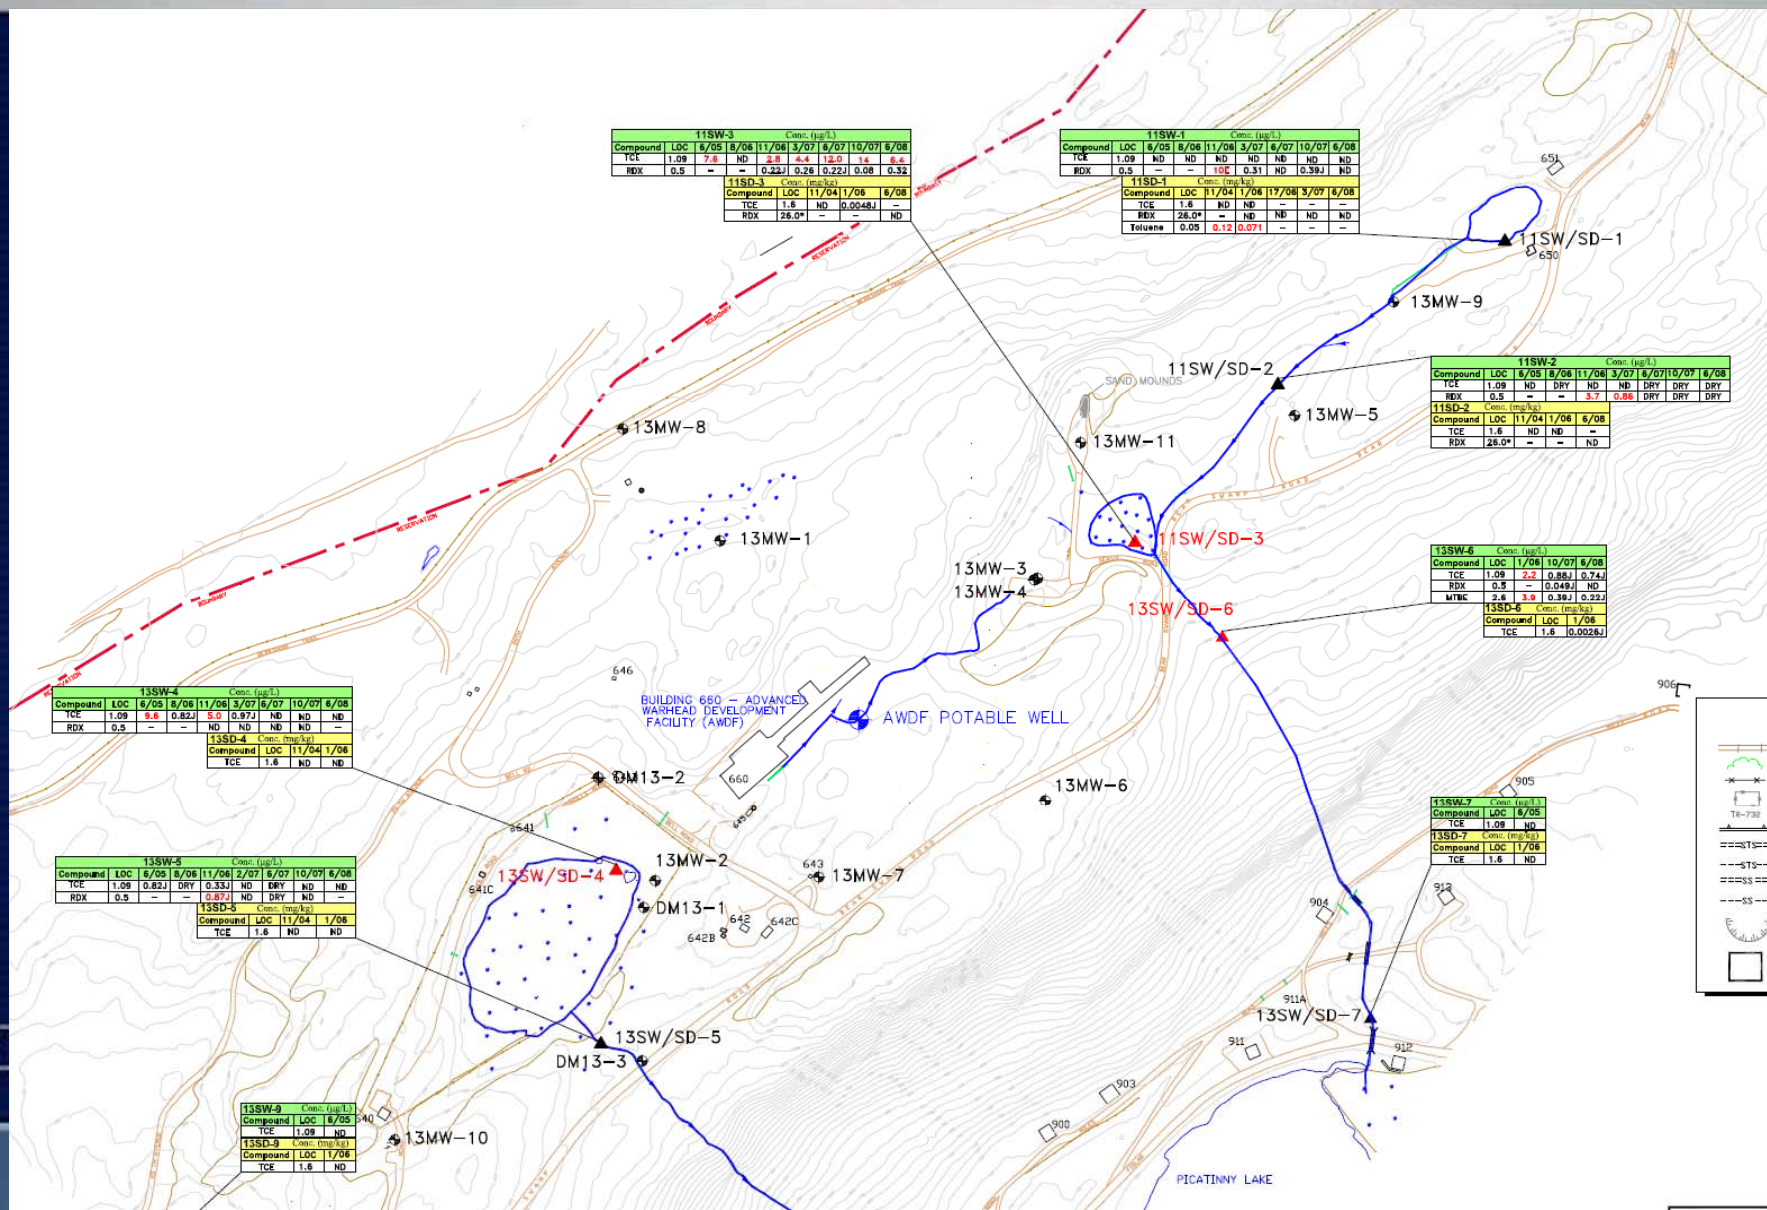 11SW-3 Conc. (µg/L)
Compound LOC 6/05 8/06 11/06 3/07 6/07 10/07 6/08
TCE 1.09 7.6 ND 2.8 4.4 12.0 14 6.4
RDX 0.5 – – 0.22J 0.26 0.22J 0.08 0.32
11SD-3 Conc. (mg/kg)
Compound LOC 11/04 1/06 6/08
TCE 1.6 ND 0.0048J –
RDX 26.0* – – ND
11SW-1 Conc. (µg/L)
Compound LOC 6/05 8/06 11/06 3/07 6/07 10/07 6/08
TCE 1.09 ND ND ND ND ND ND ND
RDX 0.5 – – 10E 0.31 ND 0.39J ND
11SD-1 Conc. (mg/kg)
Compound LOC 11/04 1/06 17/06 3/07 6/08
TCE 1.6 ND ND – – –
RDX 26.0* – ND ND ND ND
Toluene 0.05 0.12 0.071 – – –
651
11SW/SD-1
650
13MW-9
RESERVATION
BOUNDARY
11SW/SD-2
11SW-2 Conc. (µg/L)
Compound LOC 6/05 8/06 11/06 3/07 6/07 10/07 6/08
TCE 1.09 ND DRY ND ND DRY DRY DRY
RDX 0.5 – – 3.7 0.86 DRY DRY DRY
11SD-2 Conc. (mg/kg)
Compound LOC 11/04 1/06 6/08
TCE 1.6 ND ND –
RDX 26.0* – – ND
SAND MOUNDS
13MW-5
13MW-8
13MW-11
BEAR
SWAMP ROAD
RESERVATION
BOUNDARY
13MW-1
11SW/SD-3
13MW-3
13MW-4
13SW/SD-6
13SW-6 Conc. (µg/L)
Compound LOC 1/06 10/07 6/08
TCE 1.09 2.2 0.88J 0.74J
RDX 0.5 – 0.049J ND
MTBE 2.6 3.9 0.39J 0.22J
13SD-6 Conc. (mg/kg)
Compound LOC 1/06
TCE 1.6 0.0026J
646
906
13SW-4 Conc. (µg/L)
Compound LOC 6/05 8/06 11/06 3/07 6/07 10/07 6/08
TCE 1.09 9.6 0.82J 5.0 0.97J ND ND ND
RDX 0.5 – – ND ND ND ND –
13SD-4 Conc. (mg/kg)
Compound LOC 11/04 1/06
TCE 1.6 ND ND
BUILDING 660 – ADVANCED
WARHEAD DEVELOPMENT
FACILITY (AWDF)
AWDF POTABLE WELL
DM13-2
660
13MW-6
905
641
13SW-7 Conc. (µg/L)
Compound LOC 6/05
TCE 1.09 ND
13SD-7 Conc. (mg/kg)
Compound LOC 1/06
TCE 1.6 ND
TR-732
STS
STS
SS
SS
13SW-5 Conc. (µg/L)
Compound LOC 6/05 8/06 11/06 2/07 6/07 10/07 6/08
TCE 1.09 0.82J DRY 0.33J ND DRY ND ND
RDX 0.5 – – 0.87J ND DRY ND –
13SD-5 Conc. (mg/kg)
Compound LOC 11/04 1/06
TCE 1.6 ND ND
13SW/SD-4
13MW-2
643
13MW-7
641C
DM13-1
642
642C
642B
904
913
911A
13SW/SD-7
13SW/SD-5
DM13-3
911
912
903
900
13SW-9 Conc. (µg/L)
Compound LOC 6/05
TCE 1.09 ND
13SD-9 Conc. (mg/kg)
Compound LOC 1/06
TCE 1.6 ND
640
13MW-10
PICATINNY LAKE